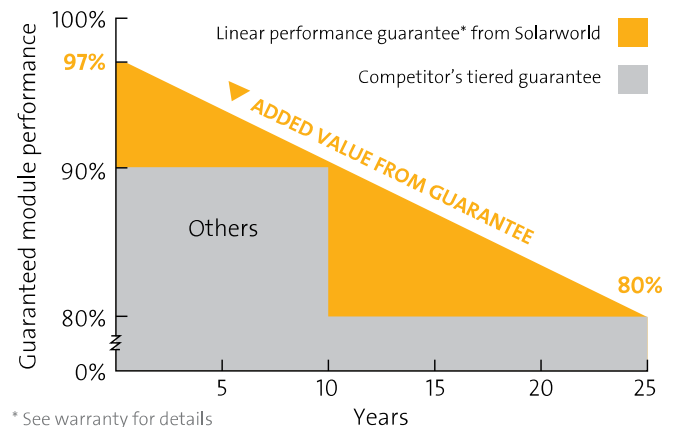 100%
Linear performance guarantee* from Solarworld
97%
Competitor's tiered guarantee
ADDED VALUE FROM GUARANTEE
90%
Others
80%
80%
0%
5
10
15
20
25
Guaranteed module performance
Years
* See warranty for details